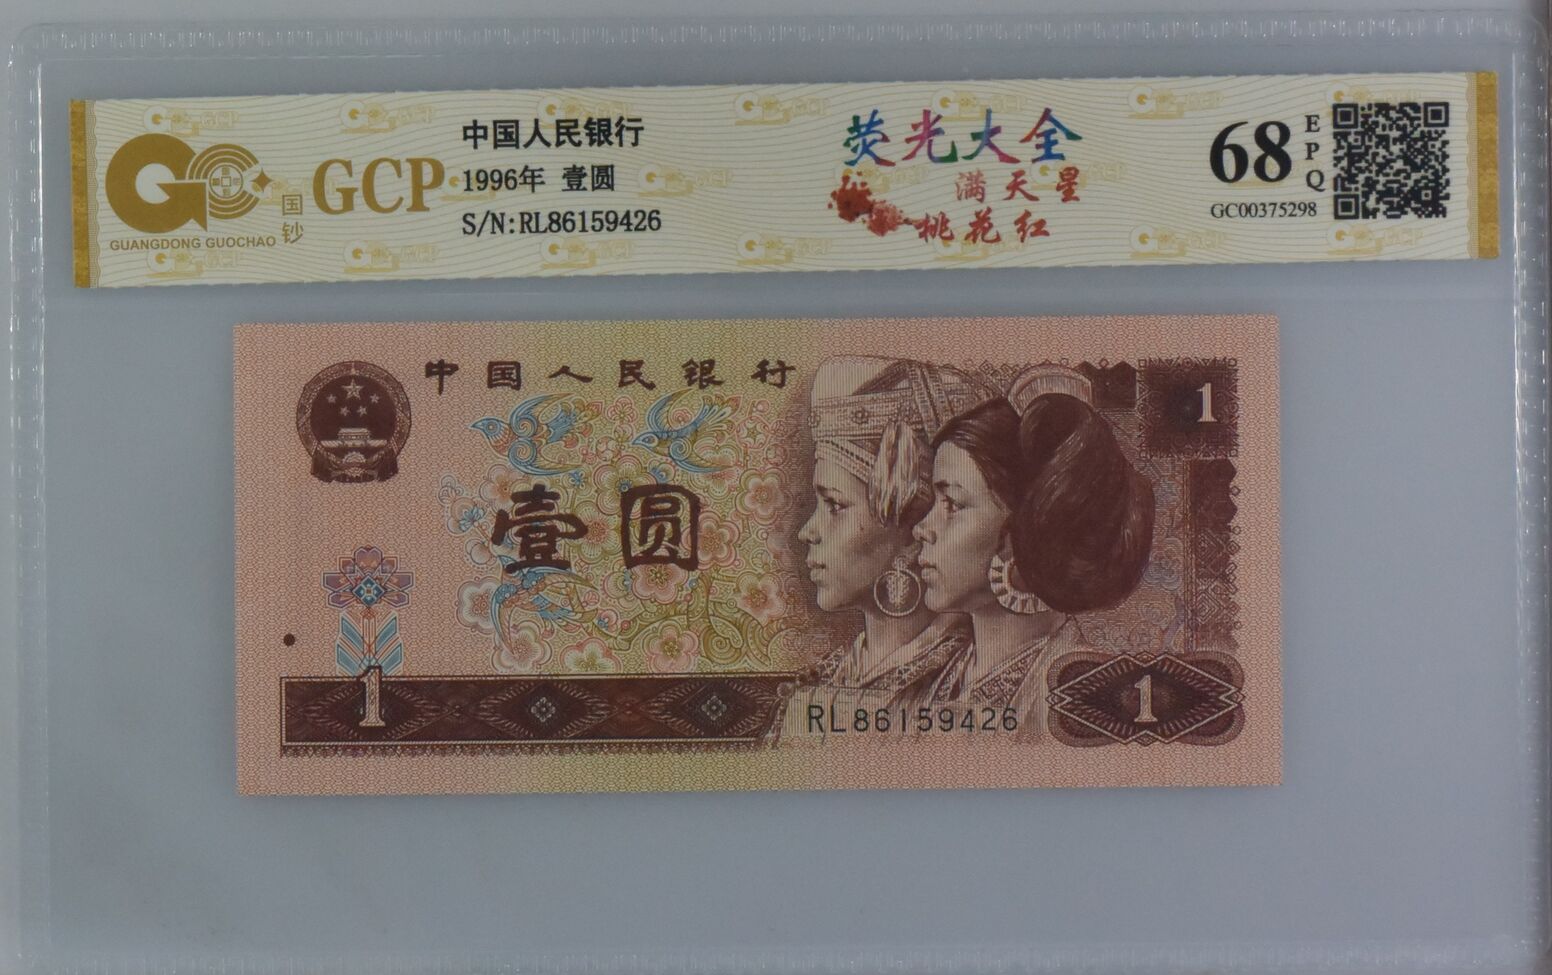 GCP
国钞
GUANGDONG GUOCHAO
中国人民银行
1996年 壹圆
S/N:RL86159426
荧光大全
满天星
桃花红
68
EPQ
GC00375298
中国人民银行
1
壹圆
1
RL86159426
1